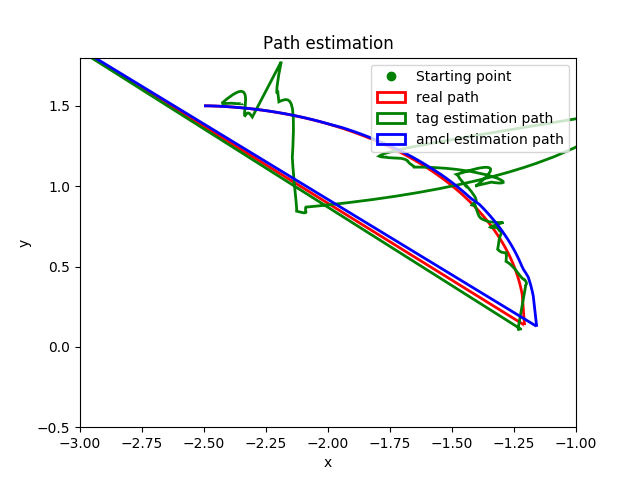 Path estimation
Starting point
real path
tag estimation path
amcl estimation path
y
1.5
1.0
0.5
0.0
−0.5
−3.00 −2.75 −2.50 −2.25 −2.00 −1.75 −1.50 −1.25 −1.00
x